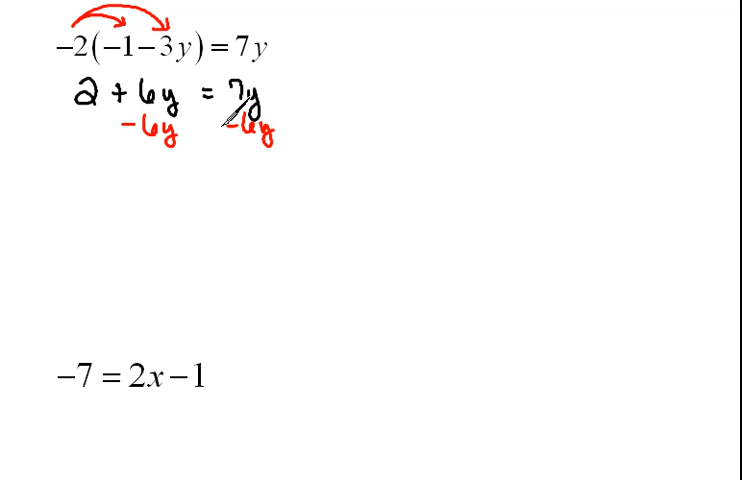 −2(−1−3y) = 7y
2 + 6y = 7y
−6y −6y
−7 = 2x − 1